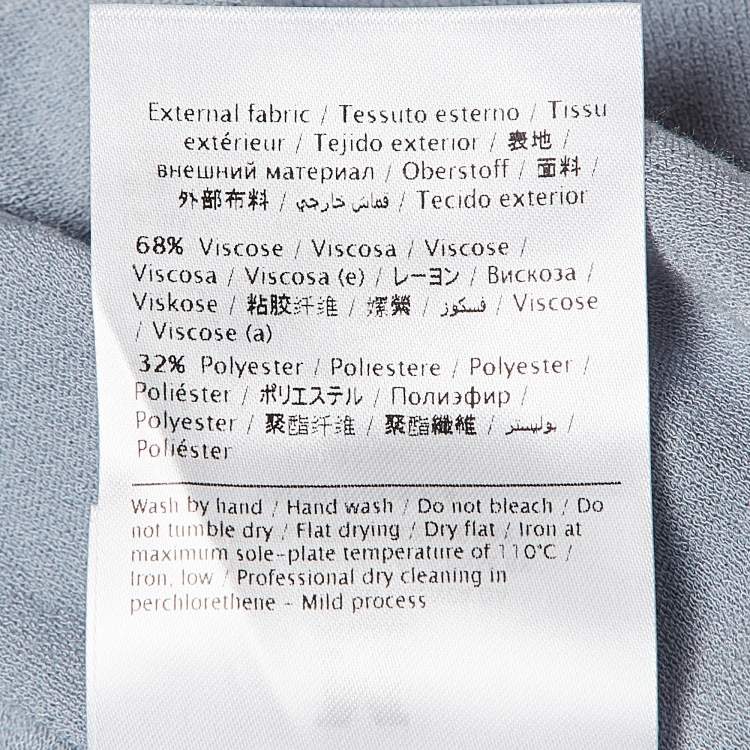 External fabric / Tessuto esterno / Tissu
extérieur / Tejido exterior / 表地 /
внешний материал / Oberstoff / 面料 /
外部布料 / قماش خارجي / Tecido exterior
68% Viscose / Viscosa / Viscose /
Viscosa / Viscosa (e) / レーヨン / Вискоза /
Viskose / 粘胶纤维 / 嫘縈 / فسكوز / Viscose
/ Viscose (a)
32% Polyester / Poliestere / Polyester /
Poliéster / ポリエステル / Полиэфир /
Polyester / 聚酯纤维 / 聚酯纖維 / بوليستر /
Poliéster
Wash by hand / Hand wash / Do not bleach / Do
not tumble dry / Flat drying / Dry flat / Iron at
maximum sole-plate temperature of 110°C /
Iron, low / Professional dry cleaning in
perchlorethene - Mild process